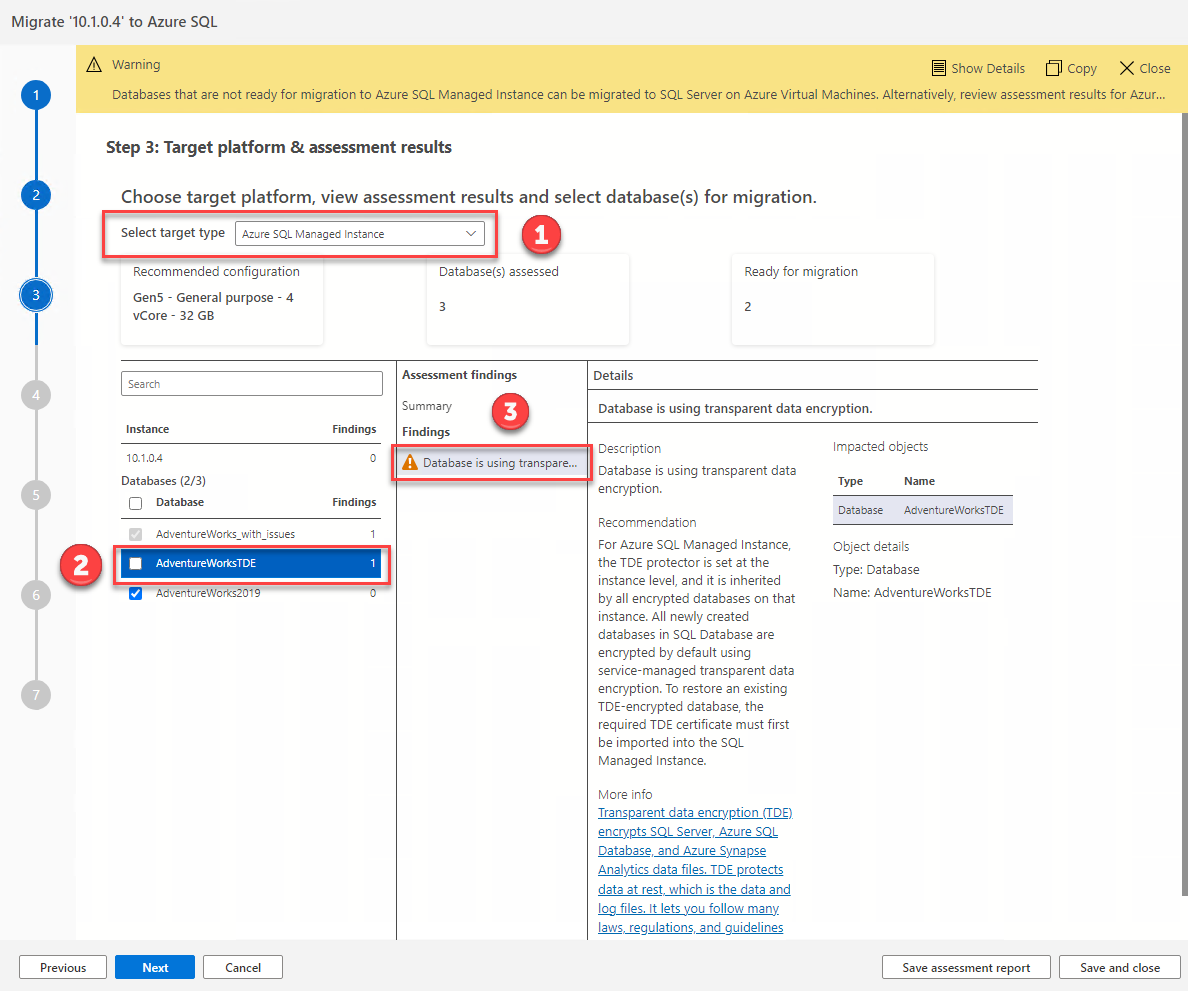 Migrate '10.1.0.4' to Azure SQL
Warning
Show Details
Copy
Close
Databases that are not ready for migration to Azure SQL Managed Instance can be migrated to SQL Server on Azure Virtual Machines. Alternatively, review assessment results for Azur...
1
2
3
4
5
6
7
Step 3: Target platform & assessment results
Choose target platform, view assessment results and select database(s) for migration.
Select target type
Azure SQL Managed Instance
1
Recommended configuration
Gen5 - General purpose - 4
vCore - 32 GB
Database(s) assessed
3
Ready for migration
2
Search
Instance Findings
10.1.0.4 0
Databases (2/3)
Database Findings
AdventureWorks_with_issues 1
2
AdventureWorksTDE 1
AdventureWorks2019 0
Assessment findings
Summary
3
Findings
Database is using transpare...
Details
Database is using transparent data encryption.
Description
Database is using transparent data
encryption.
Recommendation
For Azure SQL Managed Instance,
the TDE protector is set at the
instance level, and it is inherited
by all encrypted databases on that
instance. All newly created
databases in SQL Database are
encrypted by default using
service-managed transparent data
encryption. To restore an existing
TDE-encrypted database, the
required TDE certificate must first
be imported into the SQL
Managed Instance.
More info
Transparent data encryption (TDE)
encrypts SQL Server, Azure SQL
Database, and Azure Synapse
Analytics data files. TDE protects
data at rest, which is the data and
log files. It lets you follow many
laws, regulations, and guidelines
Impacted objects
Type Name
Database AdventureWorksTDE
Object details
Type: Database
Name: AdventureWorksTDE
Previous
Next
Cancel
Save assessment report
Save and close